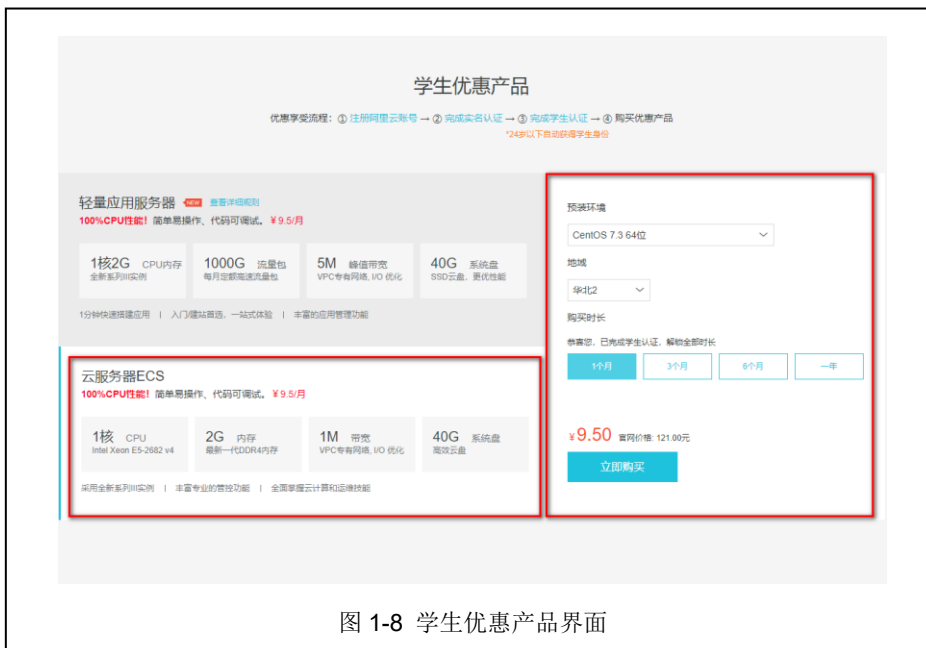 学生优惠产品
优惠享受流程：① 注册阿里云账号 → ② 完成实名认证 → ③ 完成学生认证 → ④ 购买优惠产品
*24岁以下自动获得学生身份
轻量应用服务器 NEW 查看详细规则
100%CPU性能！简单易操作、代码可调试。￥9.5/月
1核2G CPU内存
全新系列III实例
1000G 流量包
每月定额高速流量包
5M 峰值带宽
VPC专有网络, I/O 优化
40G 系统盘
SSD云盘，更优性能
1分钟快速搭建应用 | 入门/建站首选，一站式体验 | 丰富的应用管理功能
云服务器ECS
100%CPU性能！简单易操作、代码可调试。￥9.5/月
1核 CPU
Intel Xeon E5-2682 v4
2G 内存
最新一代DDR4内存
1M 带宽
VPC专有网络, I/O 优化
40G 系统盘
高效云盘
采用全新系列III实例 | 丰富专业的管控功能 | 全面掌握云计算和运维技能
预装环境
CentOS 7.3 64位
地域
华北2
购买时长
恭喜您，已完成学生认证，解锁全部时长
1个月 3个月 6个月 一年
￥9.50 官网价格: 121.00元
立即购买
图 1-8 学生优惠产品界面